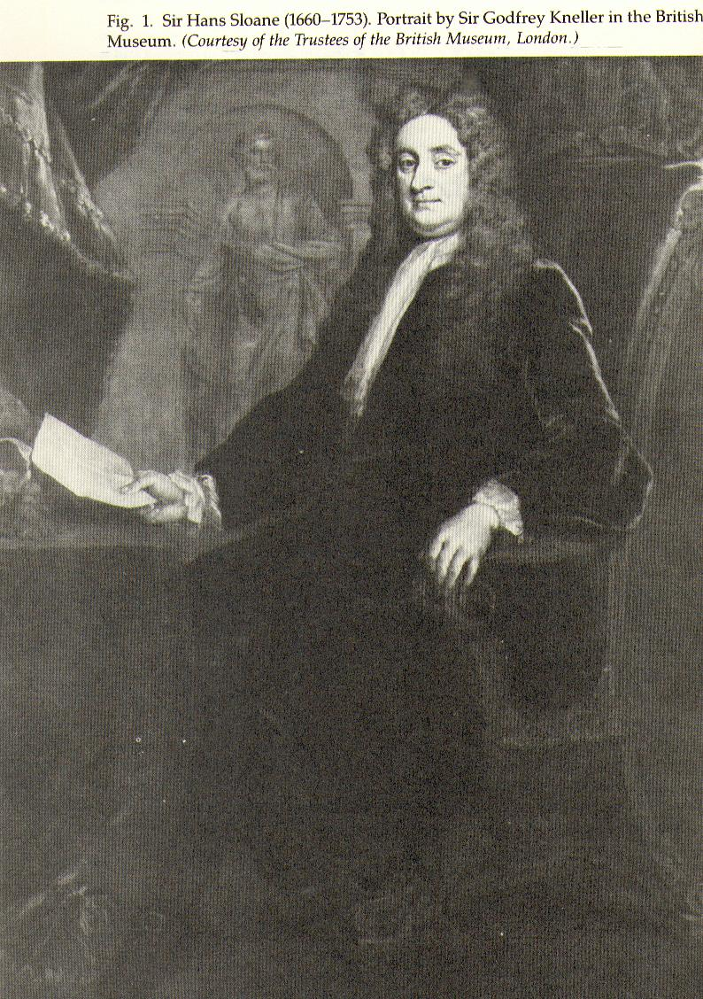 Fig. 1. Sir Hans Sloane (1660–1753). Portrait by Sir Godfrey Kneller in the British
Museum. (Courtesy of the Trustees of the British Museum, London.)